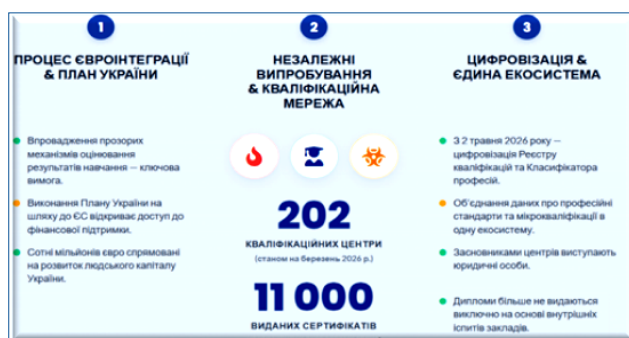 1
ПРОЦЕС ЄВРОІНТЕГРАЦІЇ
& ПЛАН УКРАЇНИ
Впровадження прозорих
механізмів оцінювання
результатів навчання — ключова
вимога.
Виконання Плану України на
шляху до ЄС відкриває доступ до
фінансової підтримки.
Сотні мільйонів євро спрямовані
на розвиток людського капіталу
України.
2
НЕЗАЛЕЖНІ
ВИПРОБУВАННЯ
& КВАЛІФІКАЦІЙНА
МЕРЕЖА
202
КВАЛІФІКАЦІЙНИХ ЦЕНТРИ
(станом на березень 2026 р.)
11 000
ВИДАНИХ СЕРТИФІКАТІВ
3
ЦИФРОВІЗАЦІЯ &
ЄДИНА ЕКОСИСТЕМА
З 2 травня 2026 року —
цифровізація Реєстру
кваліфікацій та Класифікатора
професій.
Об'єднання даних про професійні
стандарти та мікрокваліфікації в
одну екосистему.
Засновниками центрів виступають
юридичні особи.
Дипломи більше не видаються
виключно на основі внутрішніх
іспитів закладів.